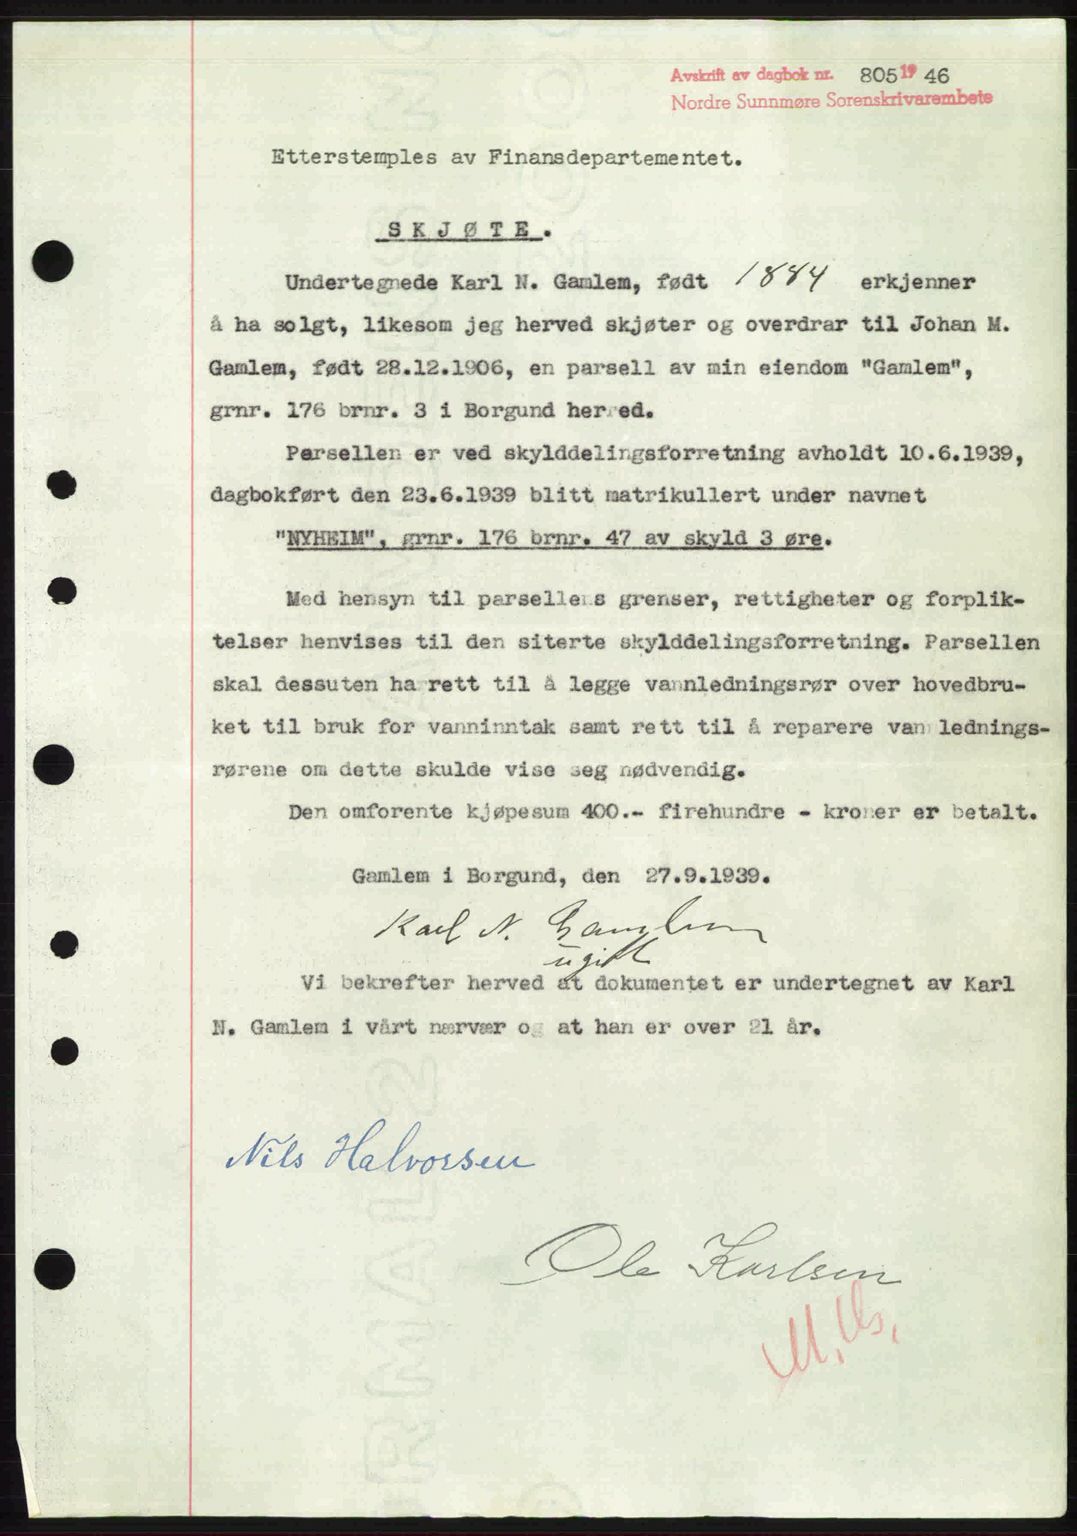 Avskrift av dagbok nr. 805 19 46
Nordre Sunnmøre Sorenskrivarembete
Etterstemples av Finansdepartementet.
SKJØTE.
Undertegnede Karl N. Gamlem, født 1884 erkjenner
å ha solgt, likesom jeg herved skjøter og overdrar til Johan M.
Gamlem, født 28.12.1906, en parsell av min eiendom "Gamlem",
grnr. 176 brnr. 3 i Borgund herred.
Parsellen er ved skylddelingsforretning avholdt 10.6.1939,
dagbokført den 23.6.1939 blitt matrikullert under navnet
"NYHEIM", grnr. 176 brnr. 47 av skyld 3 øre.
Med hensyn til parsellens grenser, rettigheter og forplik-
telser henvises til den siterte skylddelingsforretning. Parsellen
skal dessuten ha rett til å legge vannledningsrør over hovedbru-
ket til bruk for vanninntak samt rett til å reparere vannlednings-
rørene om dette skulde vise seg nødvendig.
Den omforente kjøpesum 400.- firehundre - kroner er betalt.
Gamlem i Borgund, den 27.9.1939.
Karl N. Gamlem
ugift
Vi bekrefter herved at dokumentet er undertegnet av Karl
N. Gamlem i vårt nærvær og at han er over 21 år.
Nils Halvorssen
Ole Karlsen